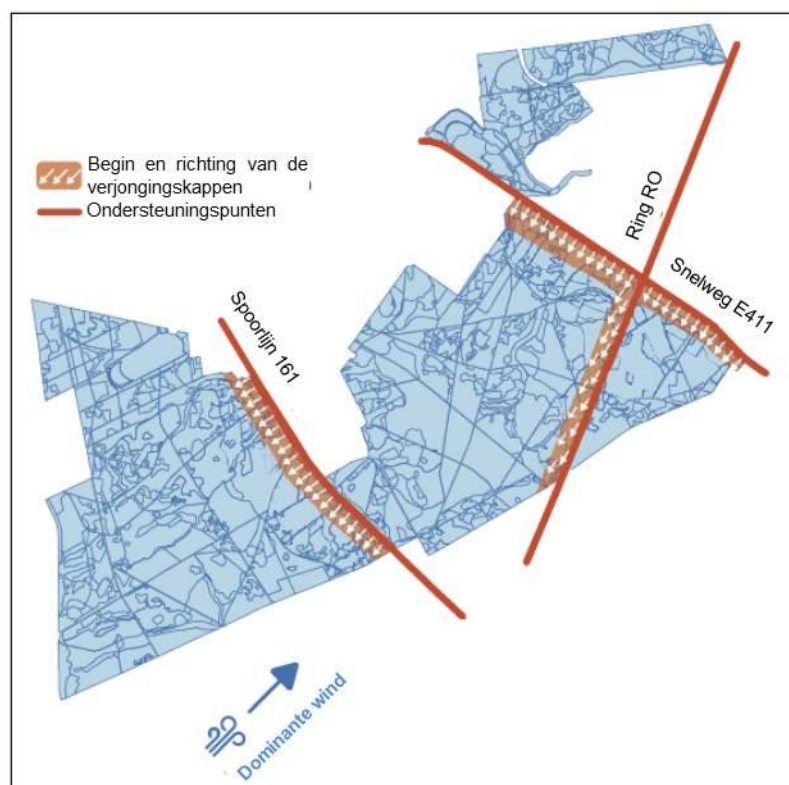 Begin en richting van de
verjongingskappen
Ondersteuningspunten
Ring RO
Snelweg E411
Spoorlijn 161
Dominante wind